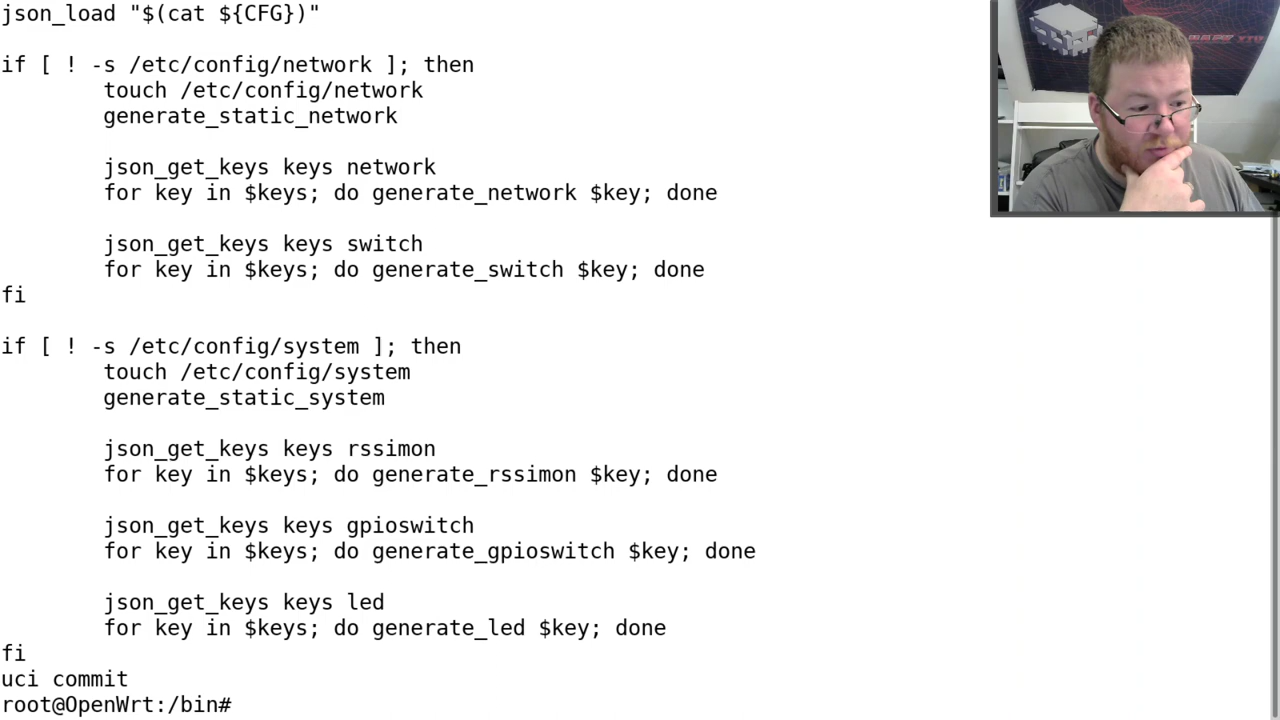 json_load "$(cat ${CFG})"
if [ ! -s /etc/config/network ]; then
touch /etc/config/network
generate_static_network
json_get_keys keys network
for key in $keys; do generate_network $key; done
json_get_keys keys switch
for key in $keys; do generate_switch $key; done
fi
if [ ! -s /etc/config/system ]; then
touch /etc/config/system
generate_static_system
json_get_keys keys rssimon
for key in $keys; do generate_rssimon $key; done
json_get_keys keys gpioswitch
for key in $keys; do generate_gpioswitch $key; done
json_get_keys keys led
for key in $keys; do generate_led $key; done
fi
uci commit
root@OpenWrt:/bin#